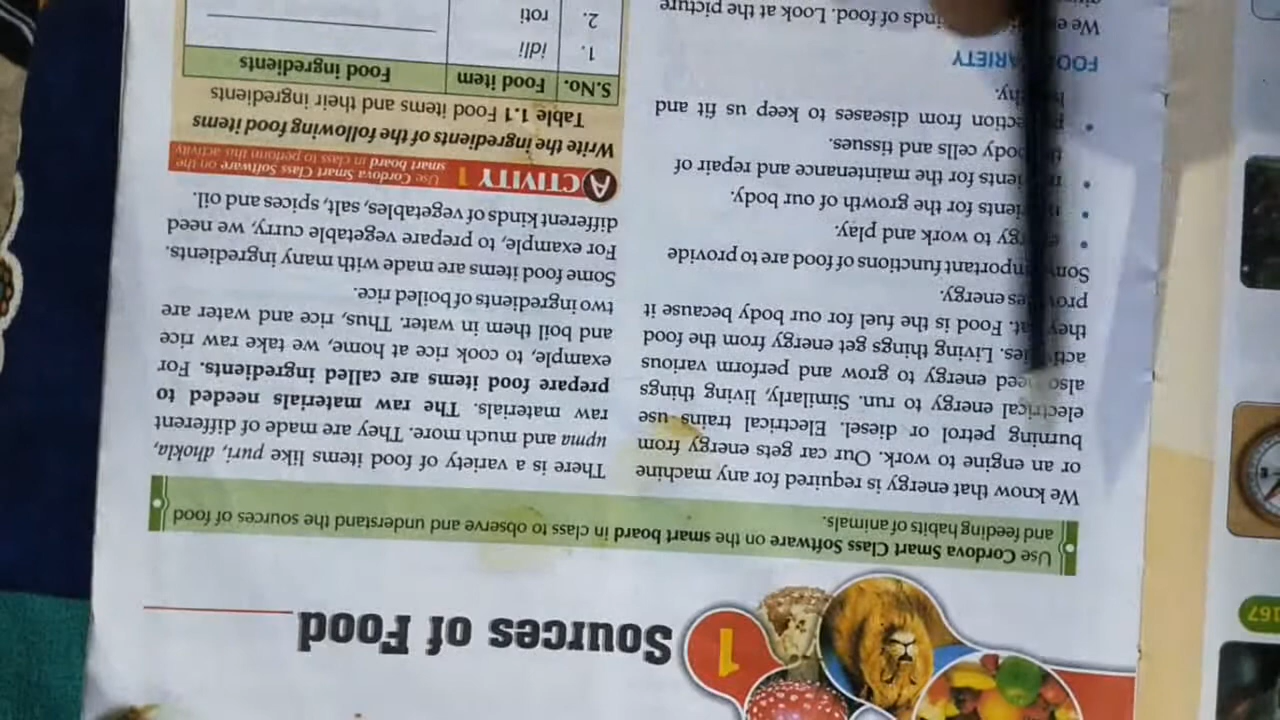 1
Sources of Food
Use Cordova Smart Class Software on the smart board in class to observe and understand the sources of food
and feeding habits of animals.
We know that energy is required for any machine
or an engine to work. Our car gets energy from
burning petrol or diesel. Electrical trains use
electrical energy to run. Similarly, living things
also need energy to grow and perform various
activities. Living things get energy from the food
they eat. Food is the fuel for our body because it
provides energy.
Some important functions of food are to provide
• energy to work and play.
• nutrients for the growth of our body.
• nutrients for the maintenance and repair of
the body cells and tissues.
• protection from diseases to keep us fit and
healthy.
FOOD VARIETY
We kinds of food. Look at the picture
There is a variety of food items like puri, dhokla,
upma and much more. They are made of different
raw materials. The raw materials needed to
prepare food items are called ingredients. For
example, to cook rice at home, we take raw rice
and boil them in water. Thus, rice and water are
two ingredients of boiled rice.
Some food items are made with many ingredients.
For example, to prepare vegetable curry, we need
different kinds of vegetables, salt, spices and oil.
ACTIVITY 1 Use Cordova Smart Class Software on the
smart board in class to perform this activity
Write the ingredients of the following food items
Table 1.1 Food items and their ingredients
S.No. Food item Food ingredients
1. idli
2. roti
167